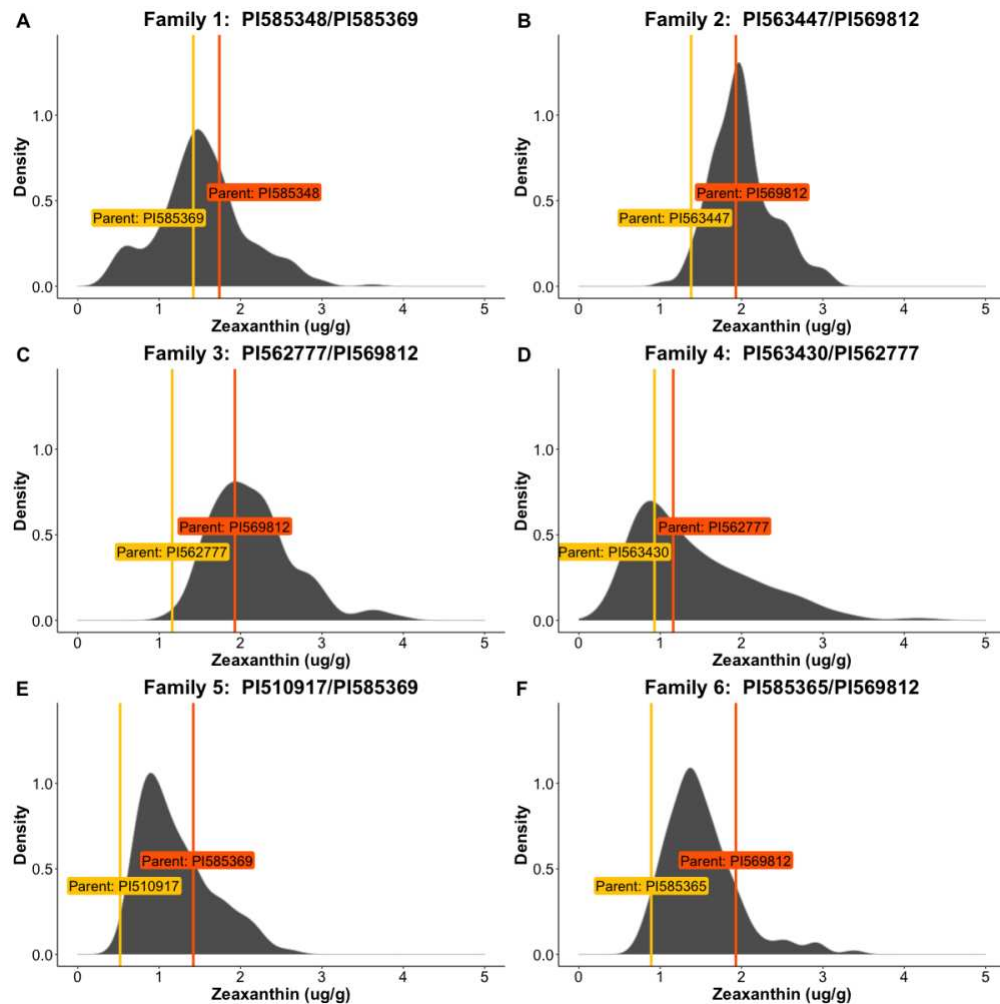 A Family 1: PI585348/PI585369
Density
1.0
0.5
0.0
Parent: PI585348
Parent: PI585369
0 1 2 3 4 5
Zeaxanthin (ug/g)
B Family 2: PI563447/PI569812
Density
1.0
0.5
0.0
Parent: PI569812
Parent: PI563447
0 1 2 3 4 5
Zeaxanthin (ug/g)
C Family 3: PI562777/PI569812
Density
1.0
0.5
0.0
Parent: PI569812
Parent: PI562777
0 1 2 3 4 5
Zeaxanthin (ug/g)
D Family 4: PI563430/PI562777
Density
1.0
0.5
0.0
Parent: PI562777
Parent: PI563430
0 1 2 3 4 5
Zeaxanthin (ug/g)
E Family 5: PI510917/PI585369
Density
1.0
0.5
0.0
Parent: PI585369
Parent: PI510917
0 1 2 3 4 5
Zeaxanthin (ug/g)
F Family 6: PI585365/PI569812
Density
1.0
0.5
0.0
Parent: PI569812
Parent: PI585365
0 1 2 3 4 5
Zeaxanthin (ug/g)